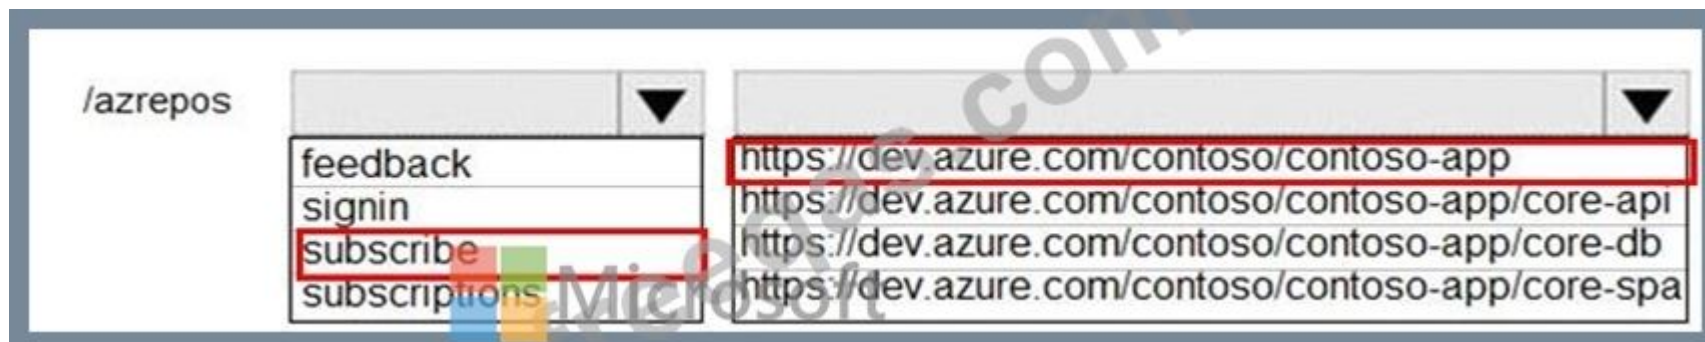 /azrepos
feedback
signin
subscribe
subscriptions
https://dev.azure.com/contoso/contoso-app
https://dev.azure.com/contoso/contoso-app/core-api
https://dev.azure.com/contoso/contoso-app/core-db
https://dev.azure.com/contoso/contoso-app/core-spa
Microsoft